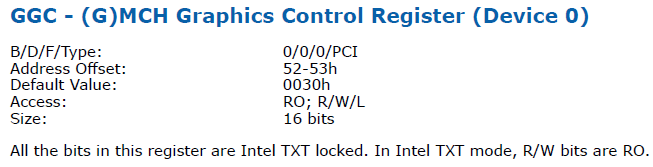 GGC - (G)MCH Graphics Control Register (Device 0)
B/D/F/Type: 0/0/0/PCI
Address Offset: 52-53h
Default Value: 0030h
Access: RO; R/W/L
Size: 16 bits
All the bits in this register are Intel TXT locked. In Intel TXT mode, R/W bits are RO.